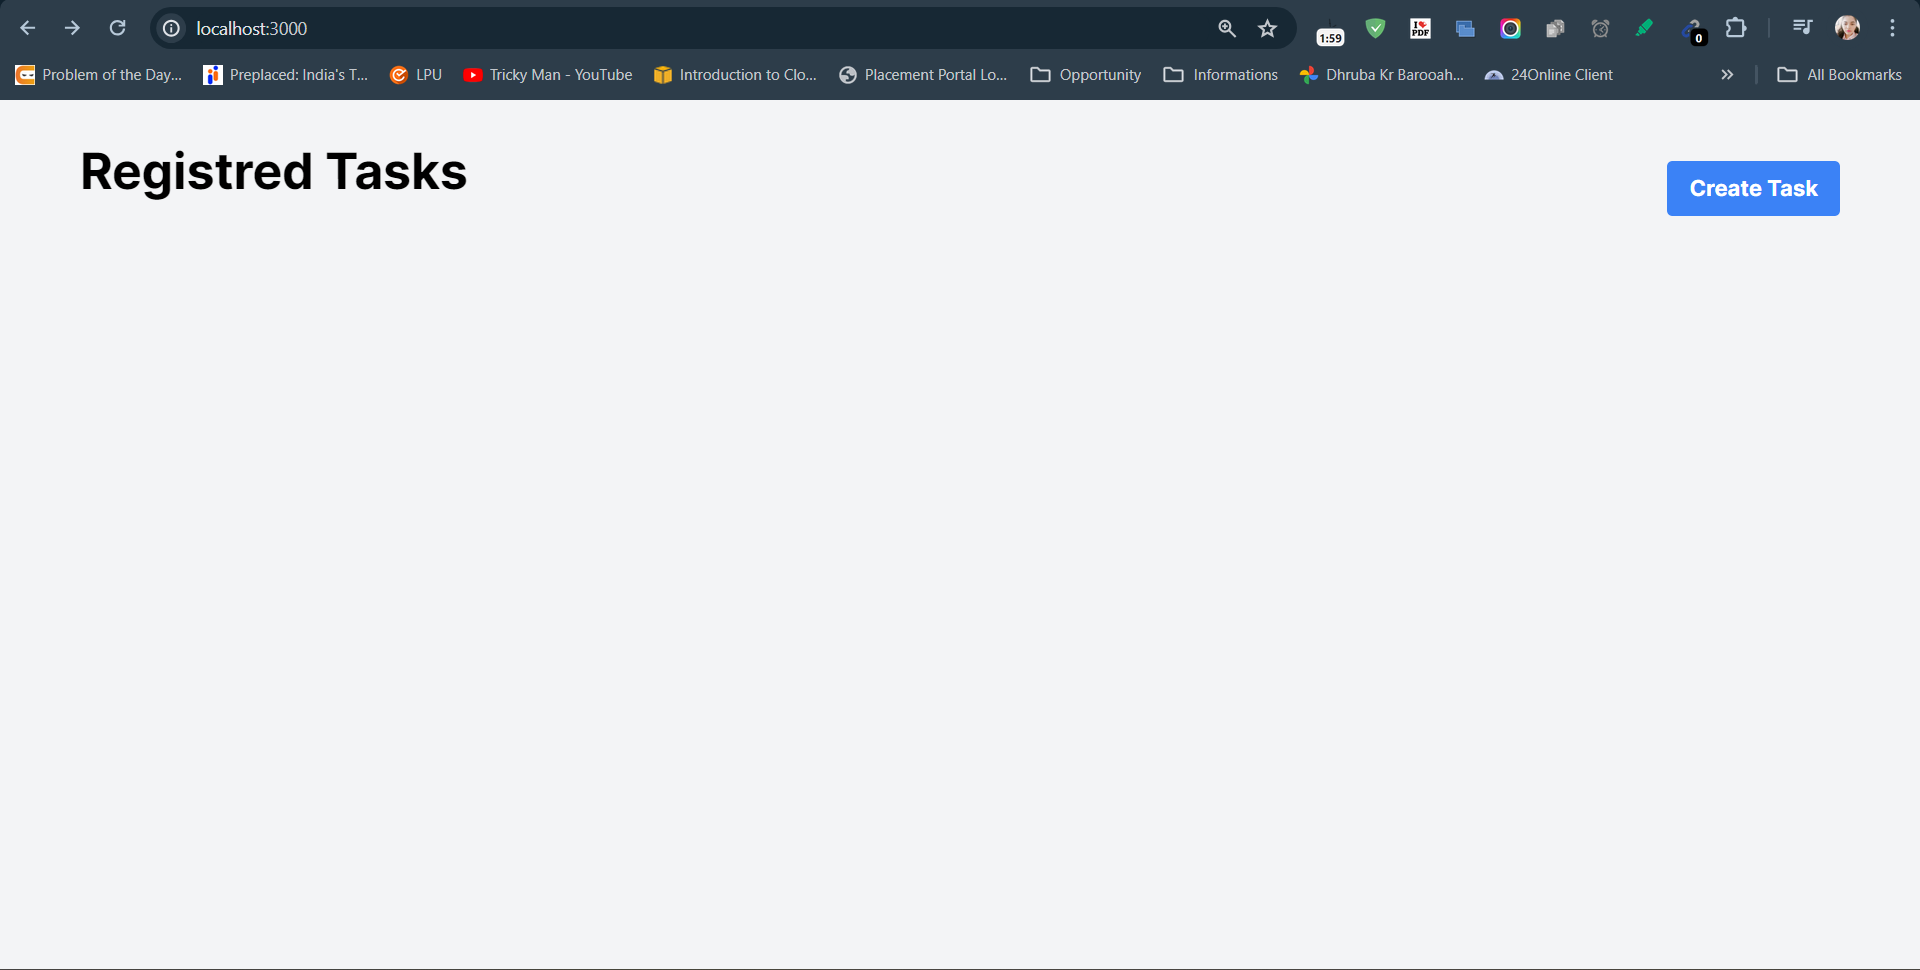 localhost:3000
1:59
I PDF
0
Problem of the Day... Preplaced: India's T... LPU Tricky Man - YouTube Introduction to Clo... Placement Portal Lo... Opportunity Informations Dhruba Kr Barooah... 24Online Client » All Bookmarks
Registred Tasks
Create Task